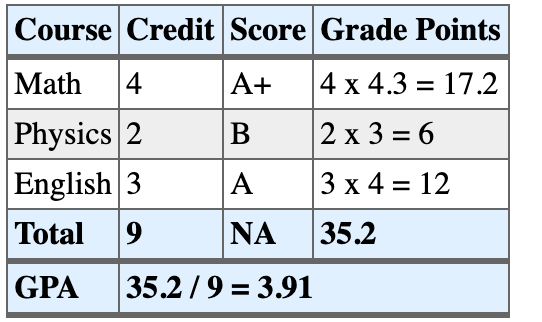 Course Credit Score Grade Points
Math 4 A+ 4 x 4.3 = 17.2
Physics 2 B 2 x 3 = 6
English 3 A 3 x 4 = 12
Total 9 NA 35.2
GPA 35.2 / 9 = 3.91